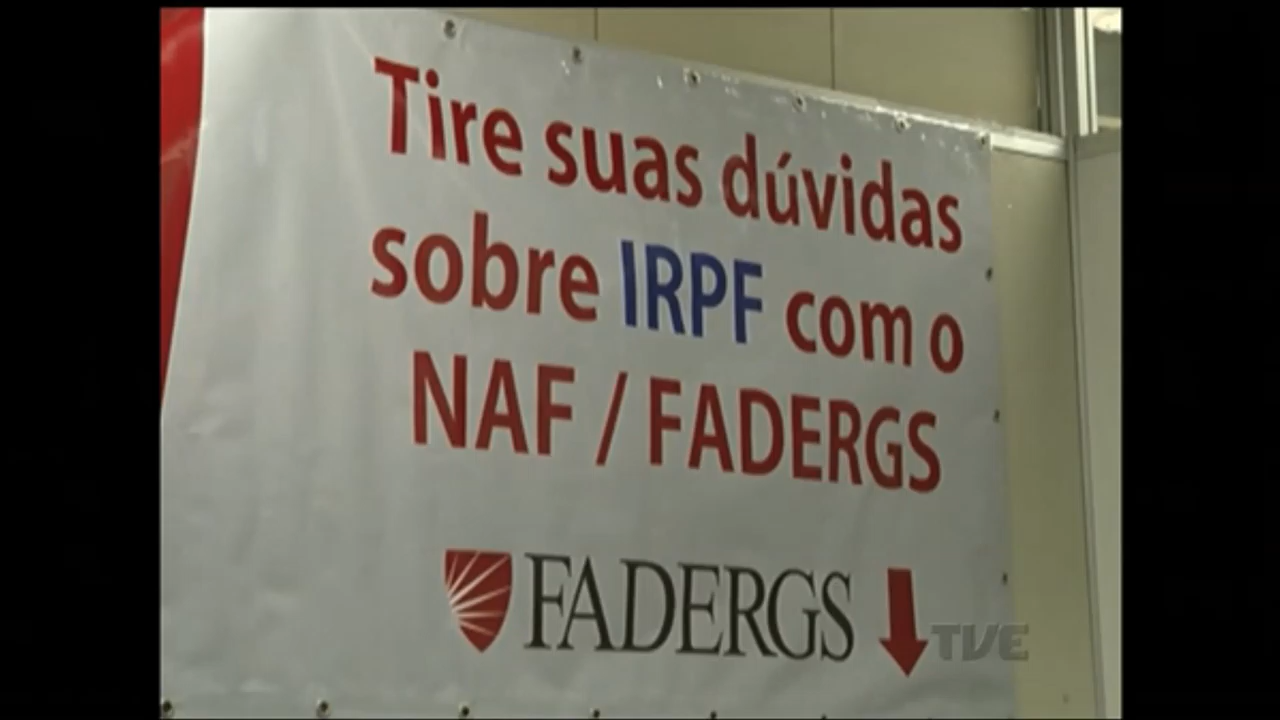 Tire suas dúvidas
sobre IRPF com o
NAF / FADERGS
FADERGS
TVE